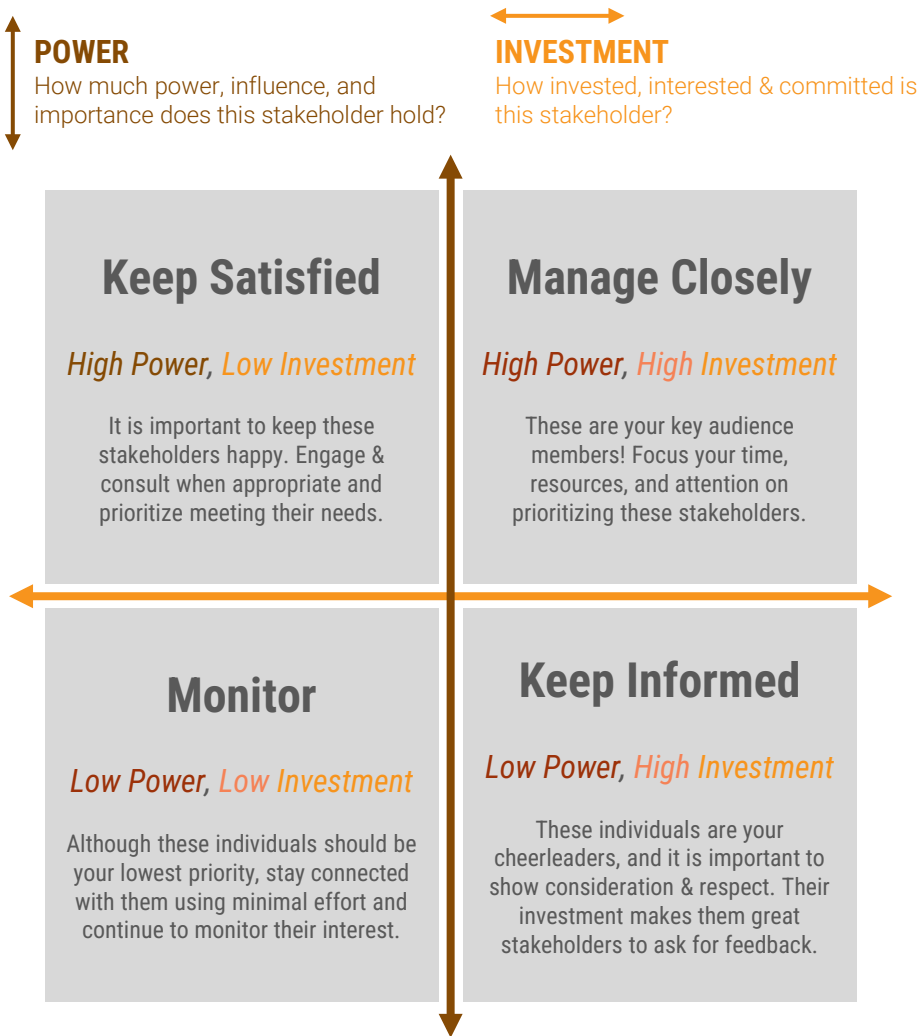 POWER
How much power, influence, and
importance does this stakeholder hold?
INVESTMENT
How invested, interested & committed is
this stakeholder?
Keep Satisfied
High Power, Low Investment
It is important to keep these
stakeholders happy. Engage &
consult when appropriate and
prioritize meeting their needs.
Manage Closely
High Power, High Investment
These are your key audience
members! Focus your time,
resources, and attention on
prioritizing these stakeholders.
Monitor
Low Power, Low Investment
Although these individuals should be
your lowest priority, stay connected
with them using minimal effort and
continue to monitor their interest.
Keep Informed
Low Power, High Investment
These individuals are your
cheerleaders, and it is important to
show consideration & respect. Their
investment makes them great
stakeholders to ask for feedback.